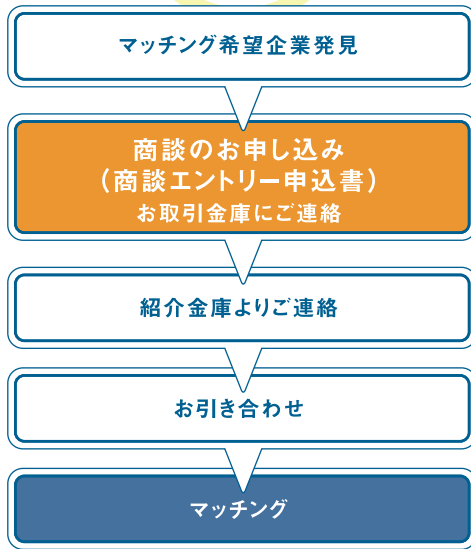 マッチング希望企業発見
商談のお申し込み
（商談エントリー申込書）
お取引金庫にご連絡
紹介金庫よりご連絡
お引き合わせ
マッチング